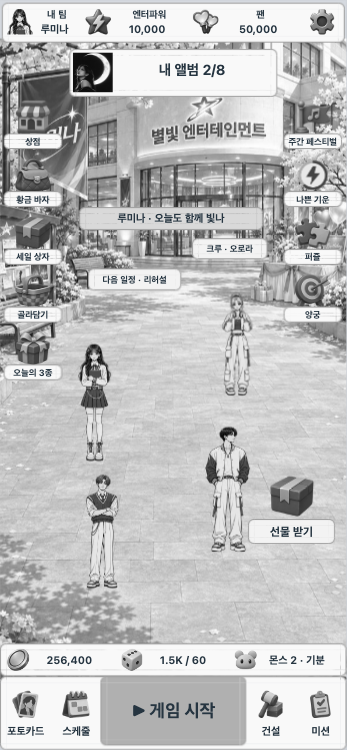 내 팀
루미나
엔터파워
10,000
팬
50,000
내 앨범 2/8
별빛 엔터테인먼트
상점
황금 바자
세일 상자
골라담기
오늘의 3종
주간 페스티벌
나쁜 기운
퍼즐
양궁
루미나 · 오늘도 함께 빛나
크루 · 오로라
다음 일정 · 리허설
선물 받기
256,400
1.5K / 60
몬스 2 · 기분
포토카드
스케줄
▶ 게임 시작
건설
미션